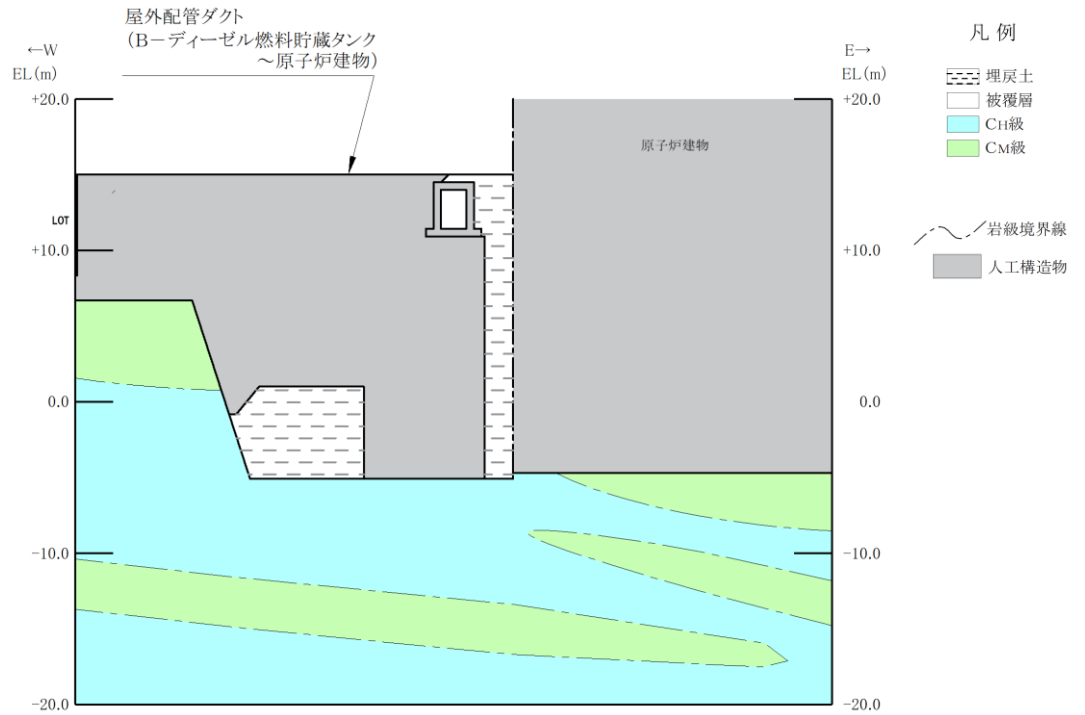 屋外配管ダクト
(B-ディーゼル燃料貯蔵タンク
～原子炉建物)
←W
EL(m)
E→
EL(m)
凡例
埋戻土
被覆層
CH級
CM級
岩級境界線
人工構造物
原子炉建物
LOT
+20.0
+10.0
0.0
-10.0
-20.0
+20.0
+10.0
0.0
-10.0
-20.0